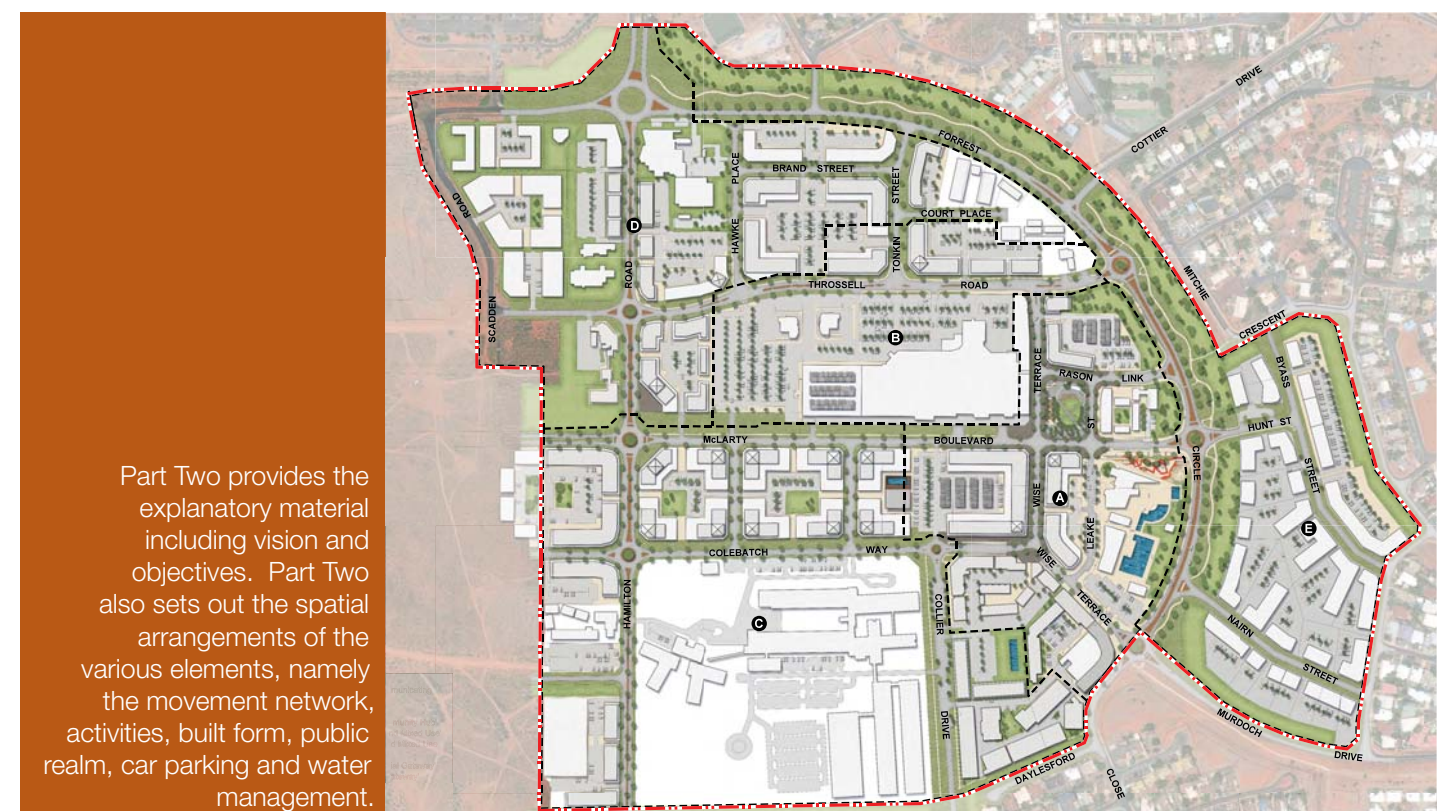 Part Two provides the
explanatory material
including vision and
objectives.  Part Two
also sets out the spatial
arrangements of the
various elements, namely
the movement network,
activities, built form, public
realm, car parking and water
management.
COTTIER DRIVE
FORREST
BRAND STREET
PLACE
STREET
ROAD
COURT PLACE
D
HAWKE
TONKIN
ROAD
MITCHIE
THROSSELL ROAD
SCADDEN
CRESCENT
B
TERRACE
RASON LINK
BYASS
ST
HUNT ST
McLARTY BOULEVARD
CIRCLE
STREET
WISE
A
E
LEAKE
COLEBATCH WAY
WISE
TERRACE
HAMILTON
COLLIER
C
NAIRN
STREET
DRIVE
MURDOCH
DRIVE
DAYLESFORD
CLOSE